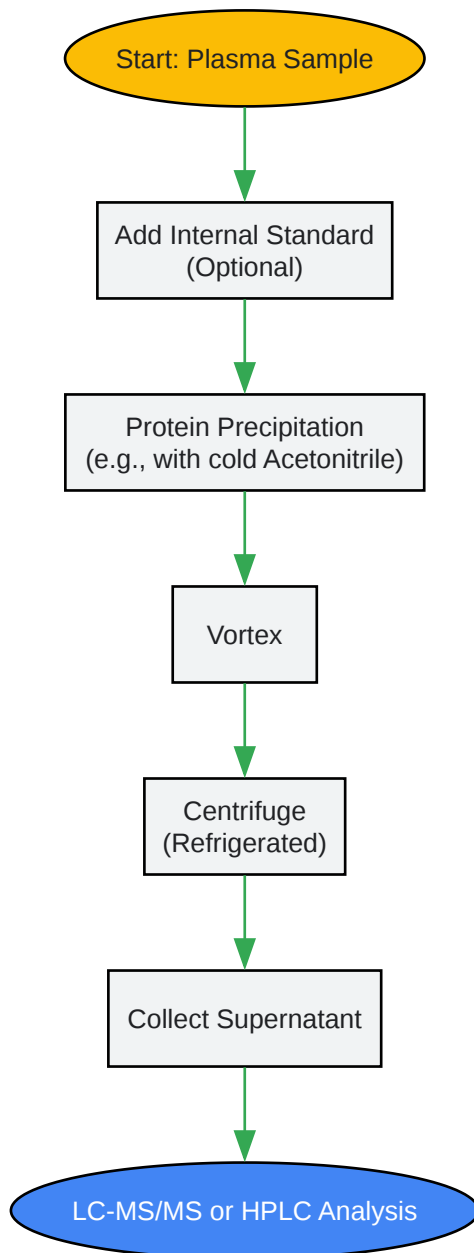 Start: Plasma Sample
Add Internal Standard
(Optional)
Protein Precipitation
(e.g., with cold Acetonitrile)
Vortex
Centrifuge
(Refrigerated)
Collect Supernatant
LC-MS/MS or HPLC Analysis